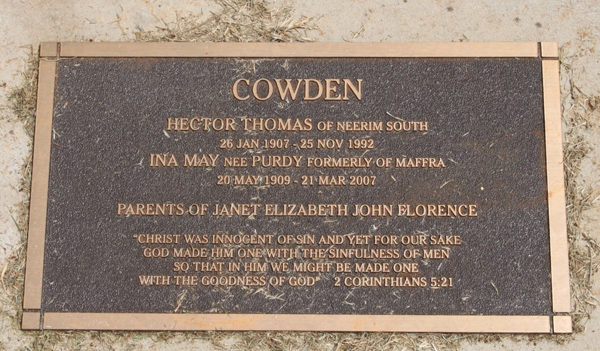 COWDEN
HECTOR THOMAS OF NEERIM SOUTH
26 JAN 1907 - 25 NOV 1992
INA MAY NEE PURDY FORMERLY OF MAFFRA
20 MAY 1909 - 21 MAR 2007
PARENTS OF JANET ELIZABETH JOHN FLORENCE
"CHRIST WAS INNOCENT OF SIN AND YET FOR OUR SAKE
GOD MADE HIM ONE WITH THE SINFULNESS OF MEN
SO THAT IN HIM WE MIGHT BE MADE ONE
WITH THE GOODNESS OF GOD" 2 CORINTHIANS 5:21